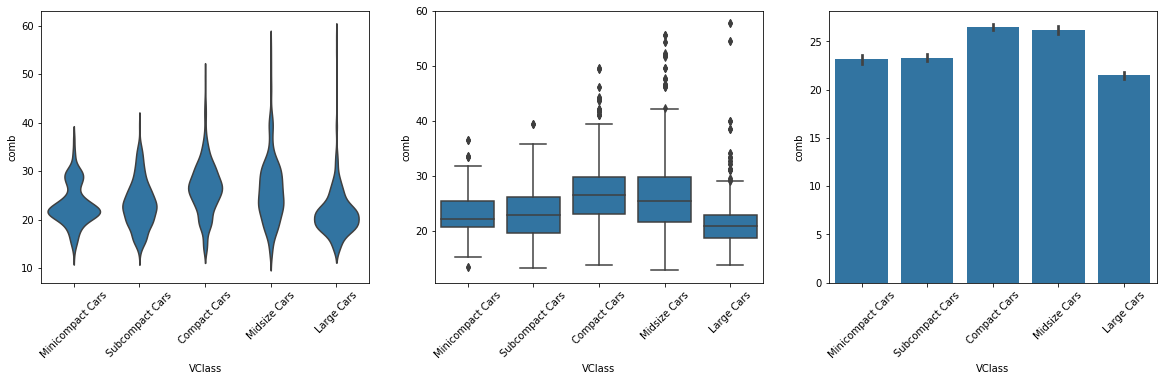 60
50
40
30
20
10
comb
Minicompact Cars
Subcompact Cars
Compact Cars
Midsize Cars
Large Cars
VClass
60
50
40
30
20
comb
Minicompact Cars
Subcompact Cars
Compact Cars
Midsize Cars
Large Cars
VClass
25
20
15
10
5
0
comb
Minicompact Cars
Subcompact Cars
Compact Cars
Midsize Cars
Large Cars
VClass